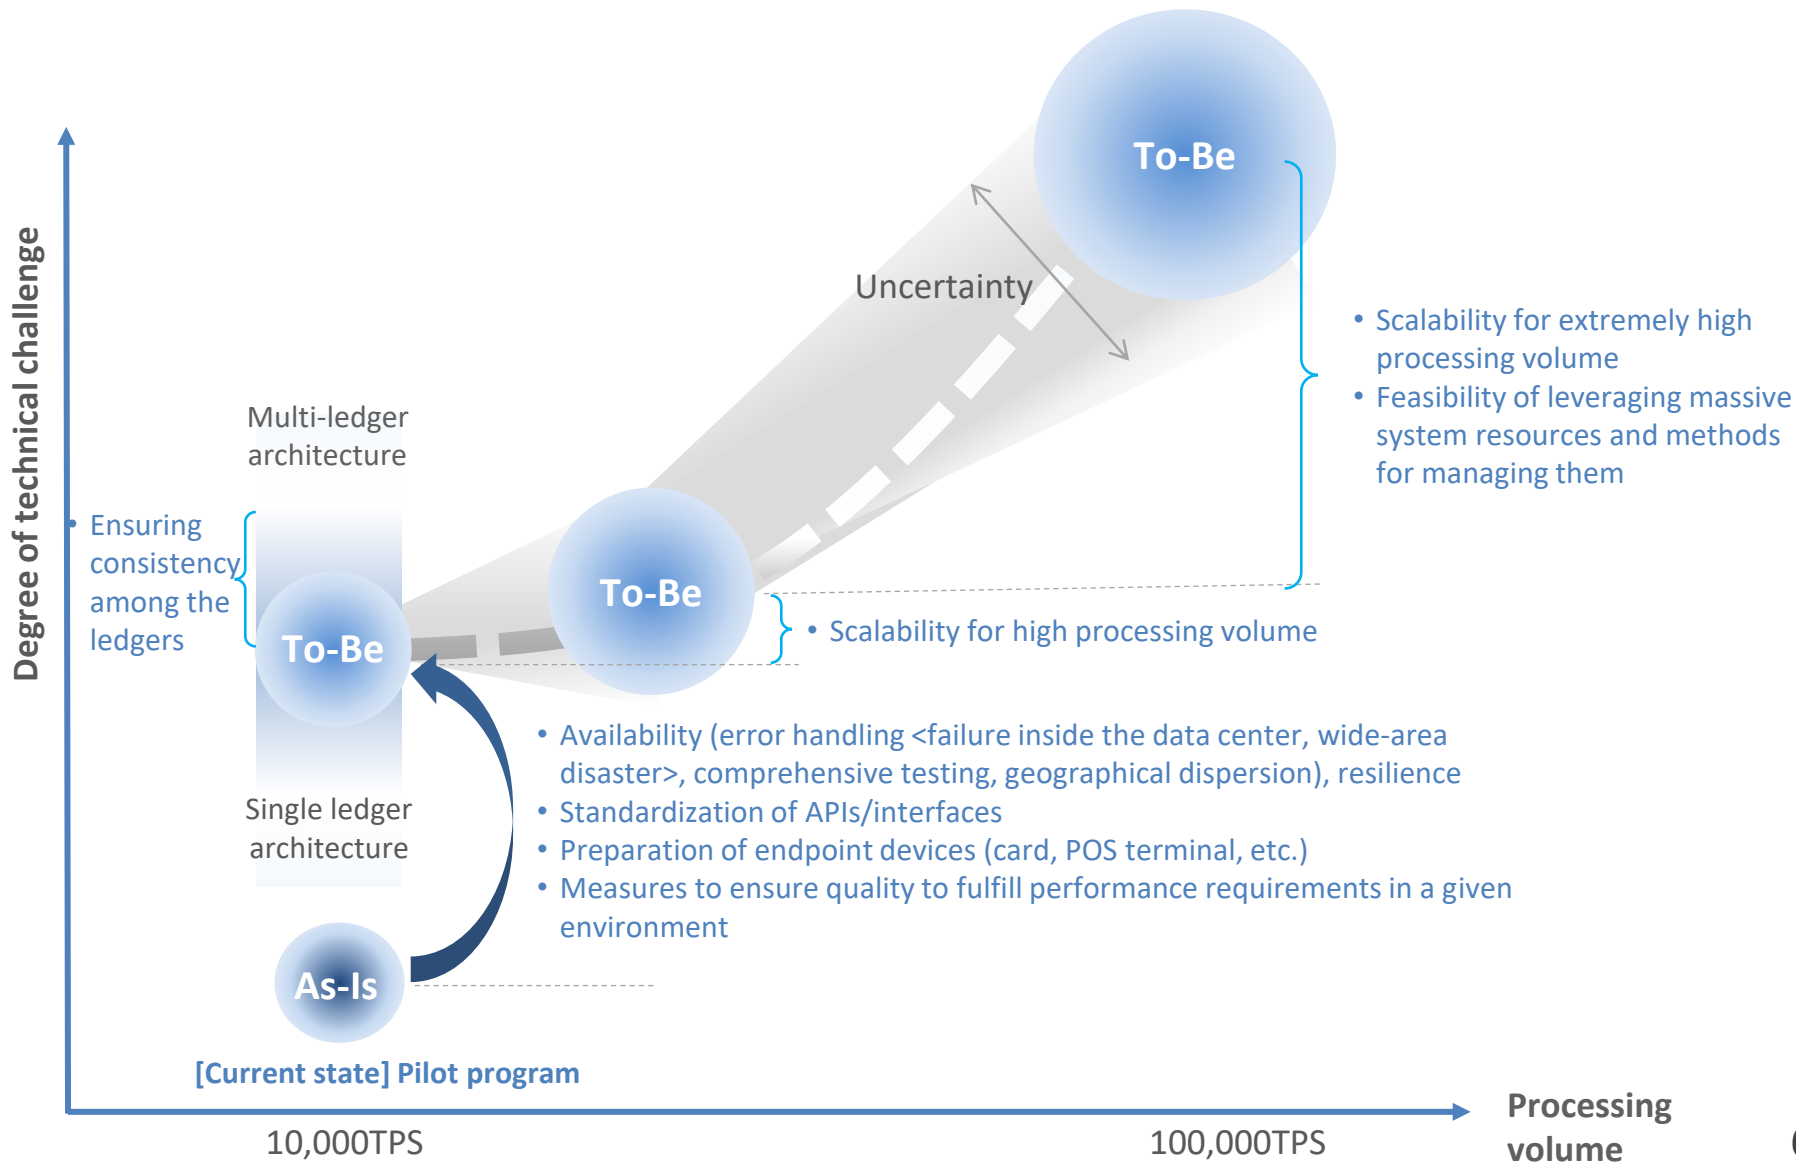 Degree of technical challenge
To-Be
Uncertainty
• Scalability for extremely high
processing volume
• Feasibility of leveraging massive
system resources and methods
for managing them
Multi-ledger
architecture
• Ensuring
consistency
among the
ledgers
To-Be
To-Be
• Scalability for high processing volume
Single ledger
architecture
• Availability (error handling <failure inside the data center, wide-area
disaster>, comprehensive testing, geographical dispersion), resilience
• Standardization of APIs/interfaces
• Preparation of endpoint devices (card, POS terminal, etc.)
• Measures to ensure quality to fulfill performance requirements in a given
environment
As-Is
[Current state] Pilot program
10,000TPS
100,000TPS
Processing
volume